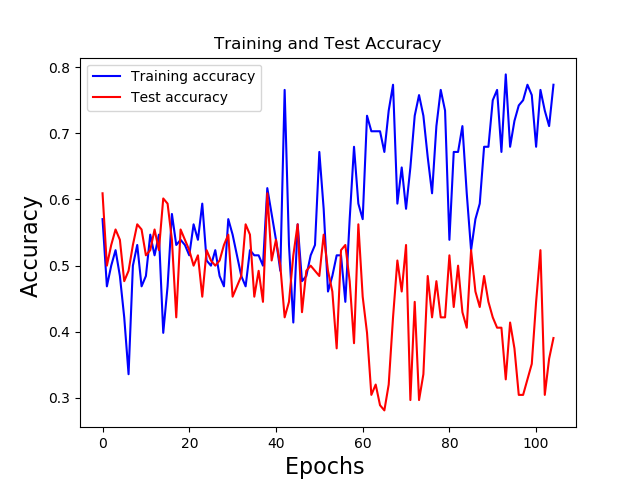 Training and Test Accuracy
Training accuracy
Test accuracy
Accuracy
0.8
0.7
0.6
0.5
0.4
0.3
0 20 40 60 80 100
Epochs